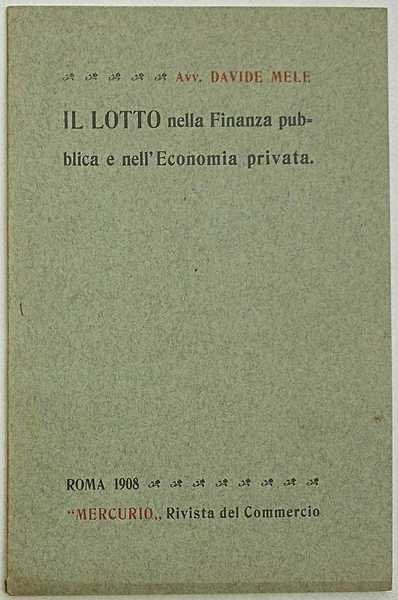 Avv. DAVIDE MELE
IL LOTTO nella Finanza pub=
blica e nell'Economia privata.
ROMA 1908
"MERCURIO„ Rivista del Commercio